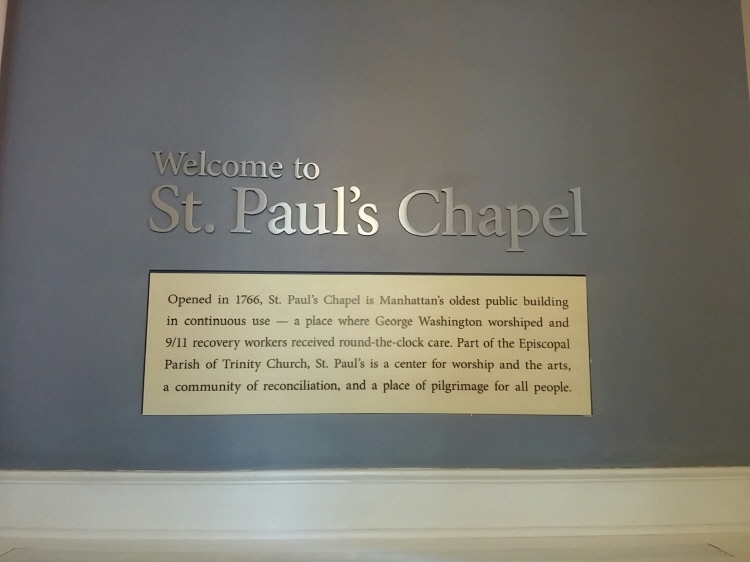 Welcome to
St. Paul's Chapel
Opened in 1766, St. Paul's Chapel is Manhattan's oldest public building
in continuous use — a place where George Washington worshiped and
9/11 recovery workers received round-the-clock care. Part of the Episcopal
Parish of Trinity Church, St. Paul's is a center for worship and the arts,
a community of reconciliation, and a place of pilgrimage for all people.